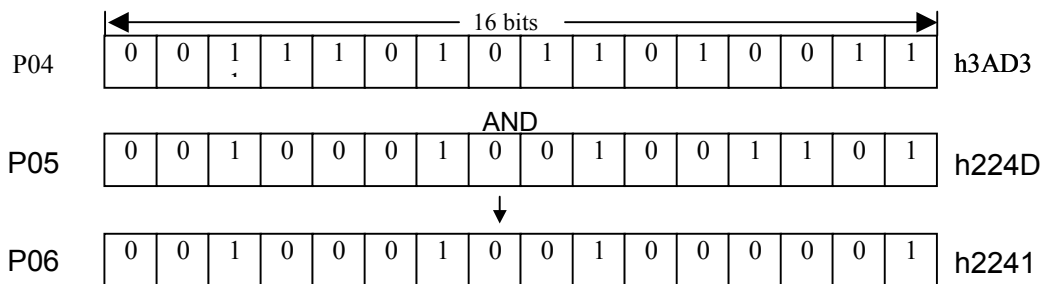 16 bits
P04 0 0 1 1 1 0 1 0 1 1 0 1 0 0 1 1 h3AD3
AND
P05 0 0 1 0 0 0 1 0 0 1 0 0 1 1 0 1 h224D
P06 0 0 1 0 0 0 1 0 0 1 0 0 0 0 0 1 h2241